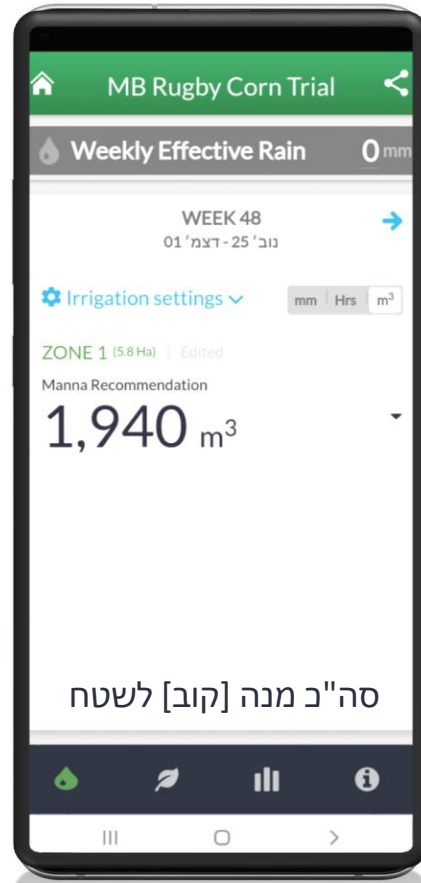 MB Rugby Corn Trial
Weekly Effective Rain 0 mm
WEEK 48
נוב׳ 25 - דצמ׳ 01
Irrigation settings mm Hrs m³
ZONE 1 (5.8 Ha) | Edited
Manna Recommendation
1,940 m³
סה"כ מנה [קוב] לשטח